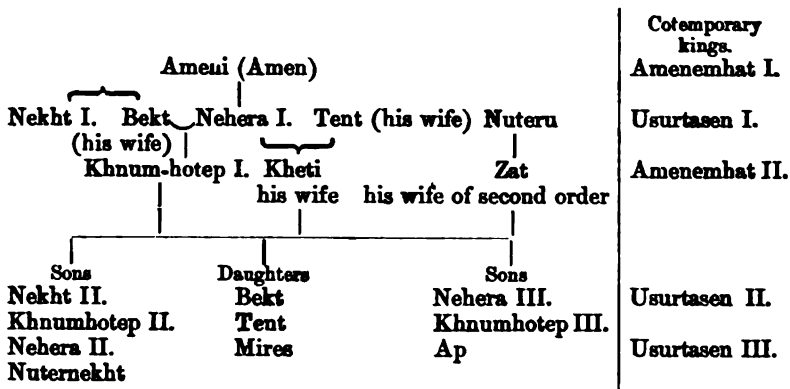 Cotemporary
kings.
Ameni (Amen) Amenemhat I.
Nekht I. Bekt Nehera I. Tent (his wife) Nuteru Usurtasen I.
(his wife)
Khnum-hotep I. Kheti Zat Amenemhat II.
his wife his wife of second order
Sons Daughters Sons
Nekht II. Bekt Nehera III. Usurtasen II.
Khnumhotep II. Tent Khnumhotep III.
Nehera II. Mires Ap Usurtasen III.
Nuternekht